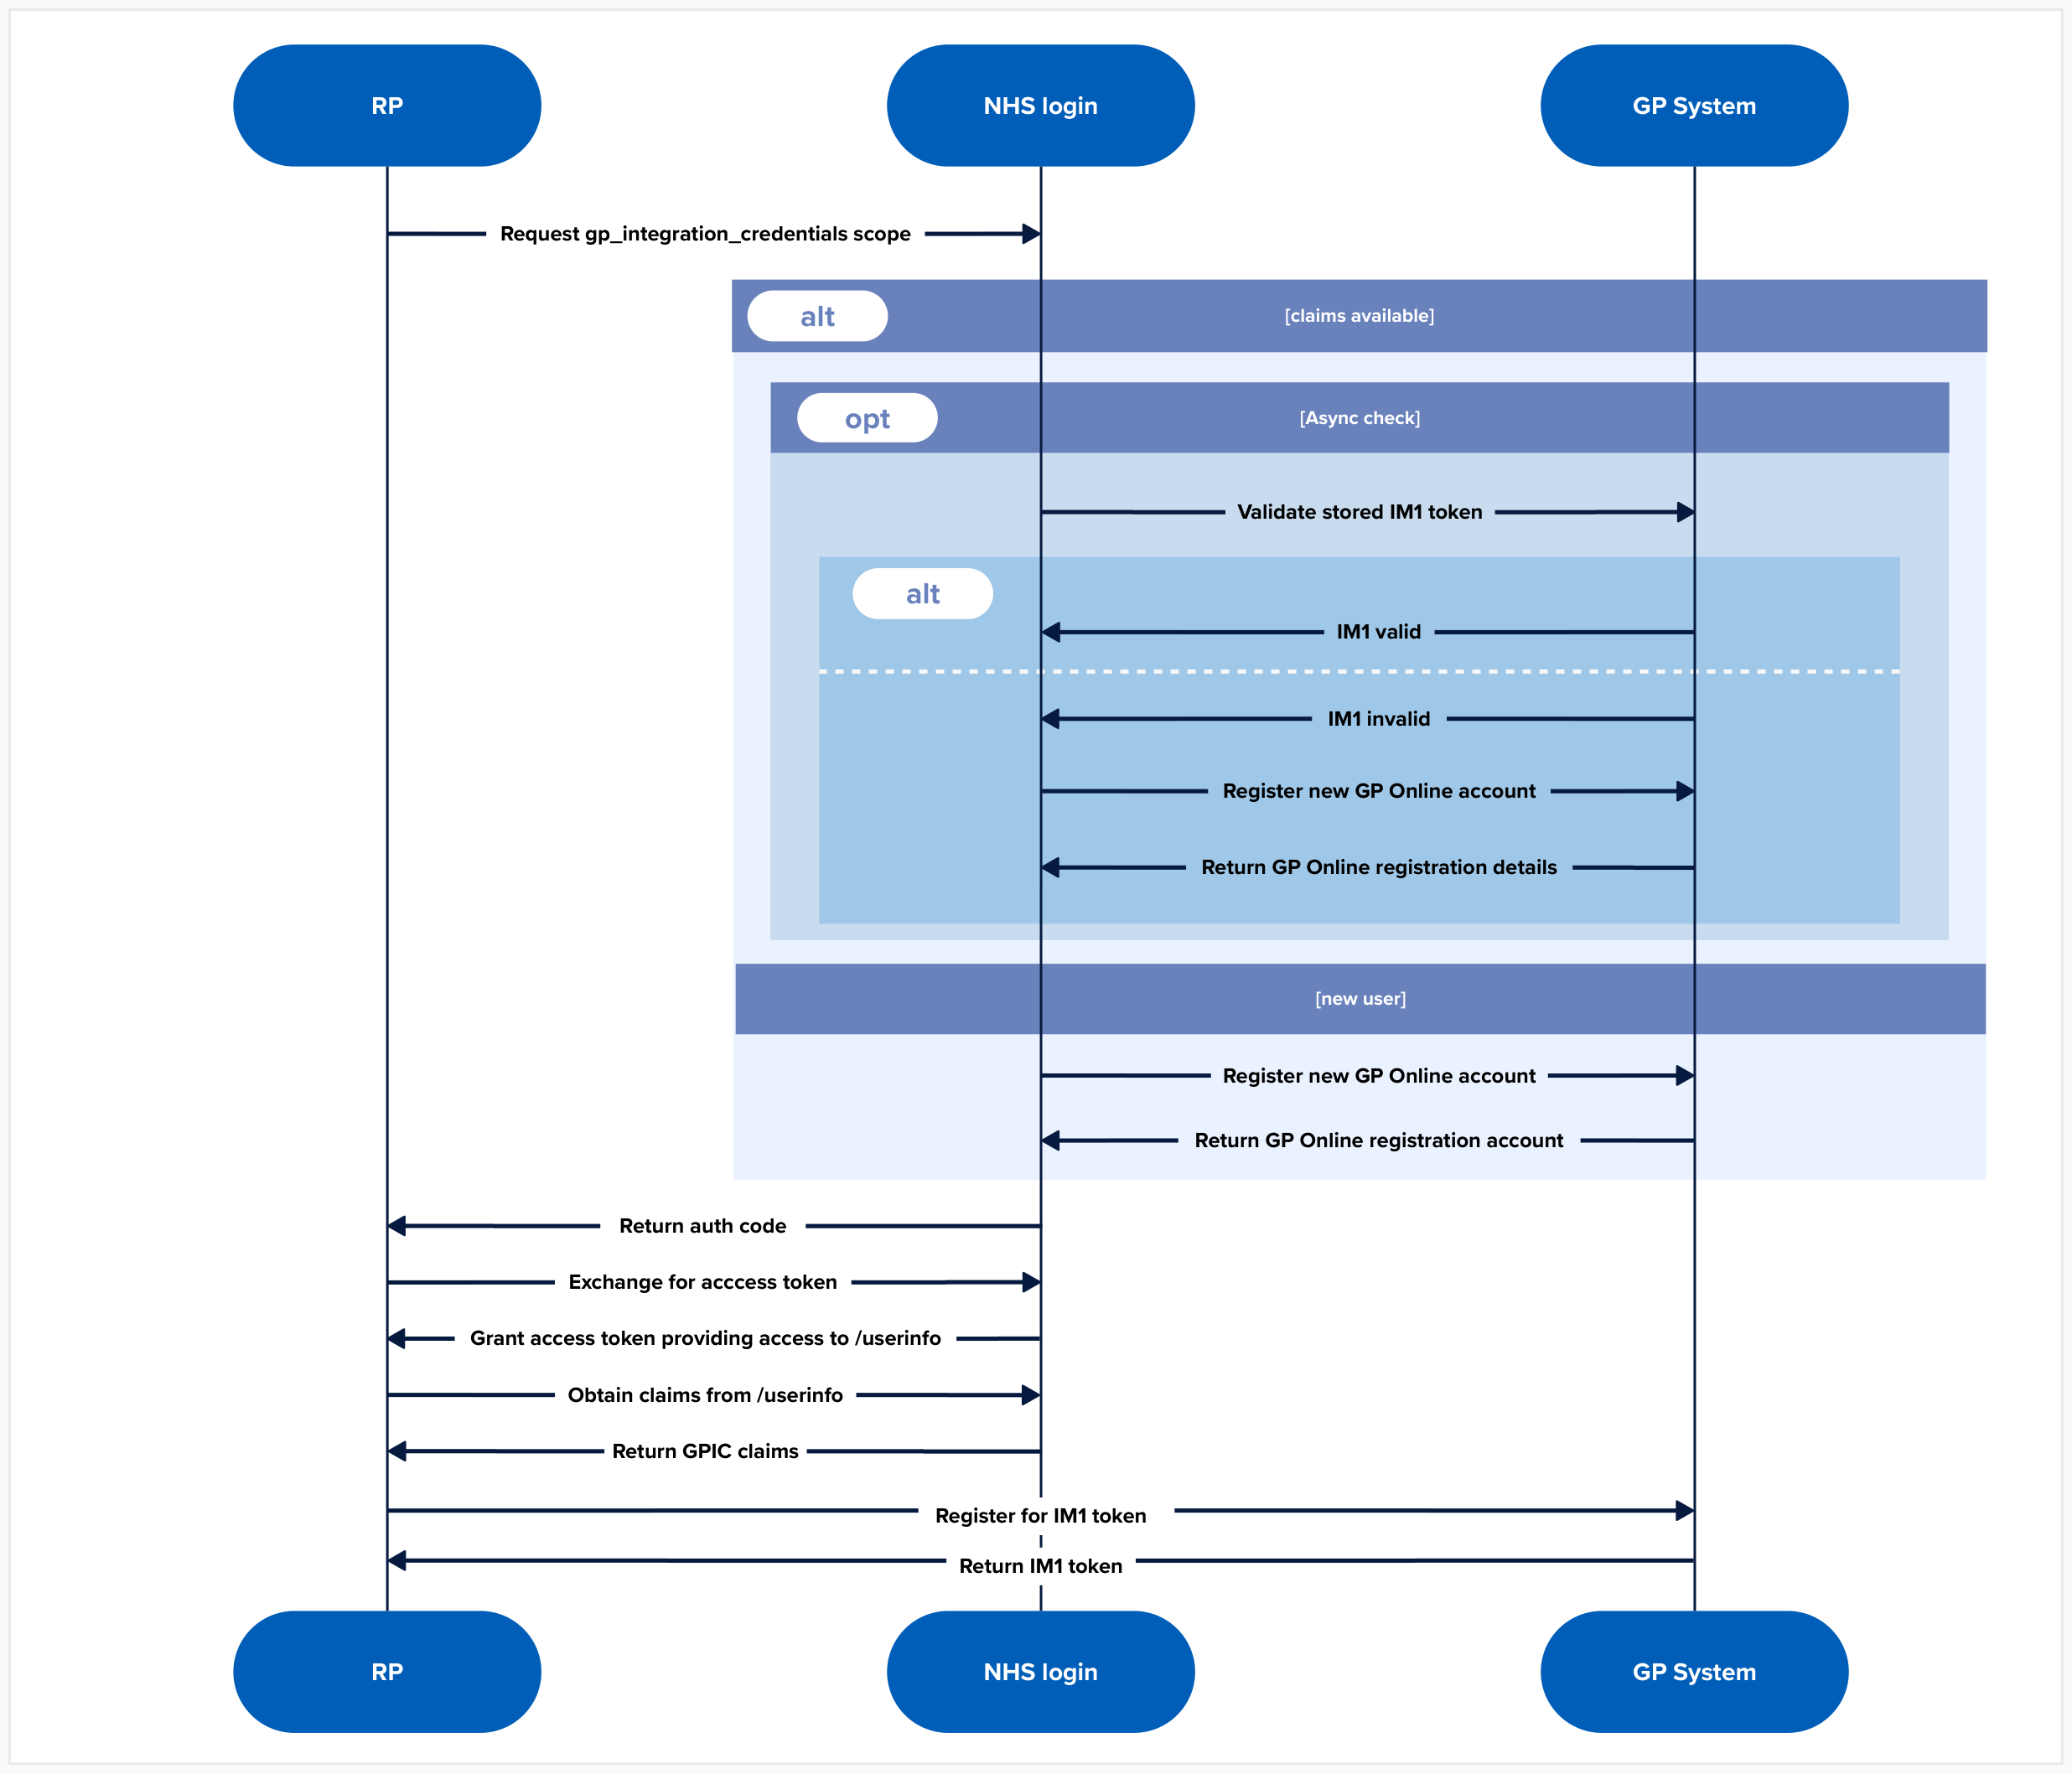 RP
NHS login
GP System
Request gp_integration_credentials scope
alt
[claims available]
opt
[Async check]
Validate stored IM1 token
alt
IM1 valid
IM1 invalid
Register new GP Online account
Return GP Online registration details
[new user]
Register new GP Online account
Return GP Online registration account
Return auth code
Exchange for acccess token
Grant access token providing access to /userinfo
Obtain claims from /userinfo
Return GPIC claims
Register for IM1 token
Return IM1 token
RP
NHS login
GP System